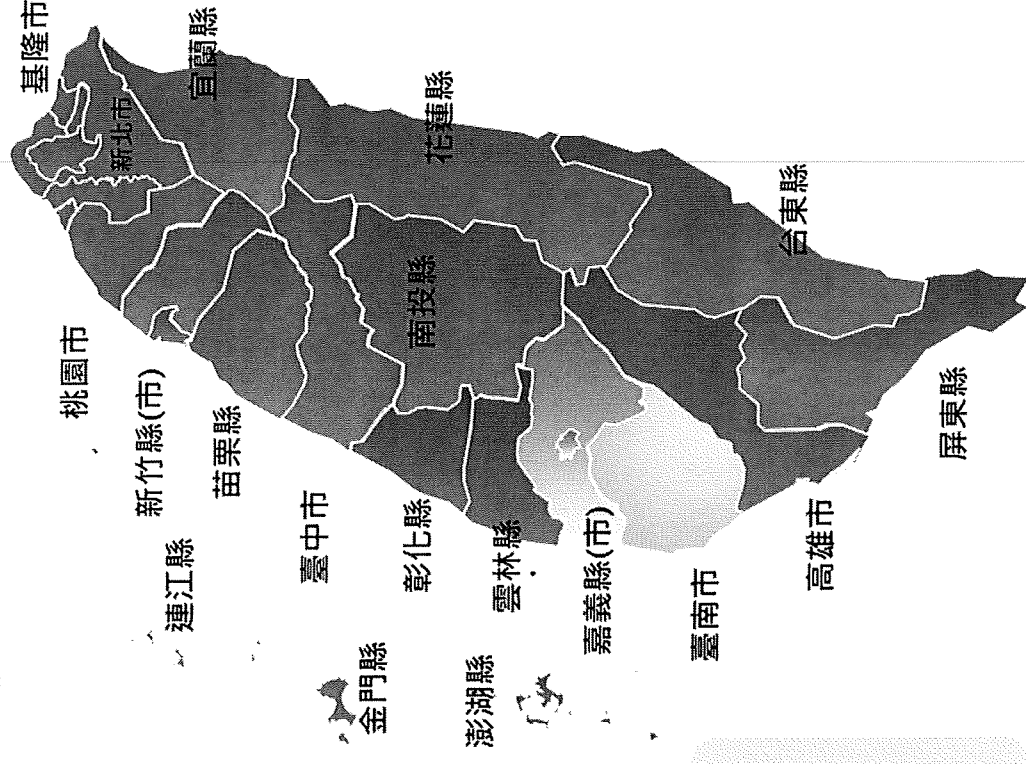 基隆市
宜蘭縣
新北市
花蓮縣
台東縣
桃園市
南投縣
新竹縣(市)
苗栗縣
屏東縣
連江縣
臺中市
彰化縣
雲林縣
嘉義縣(市)
高雄市
臺南市
金門縣
澎湖縣